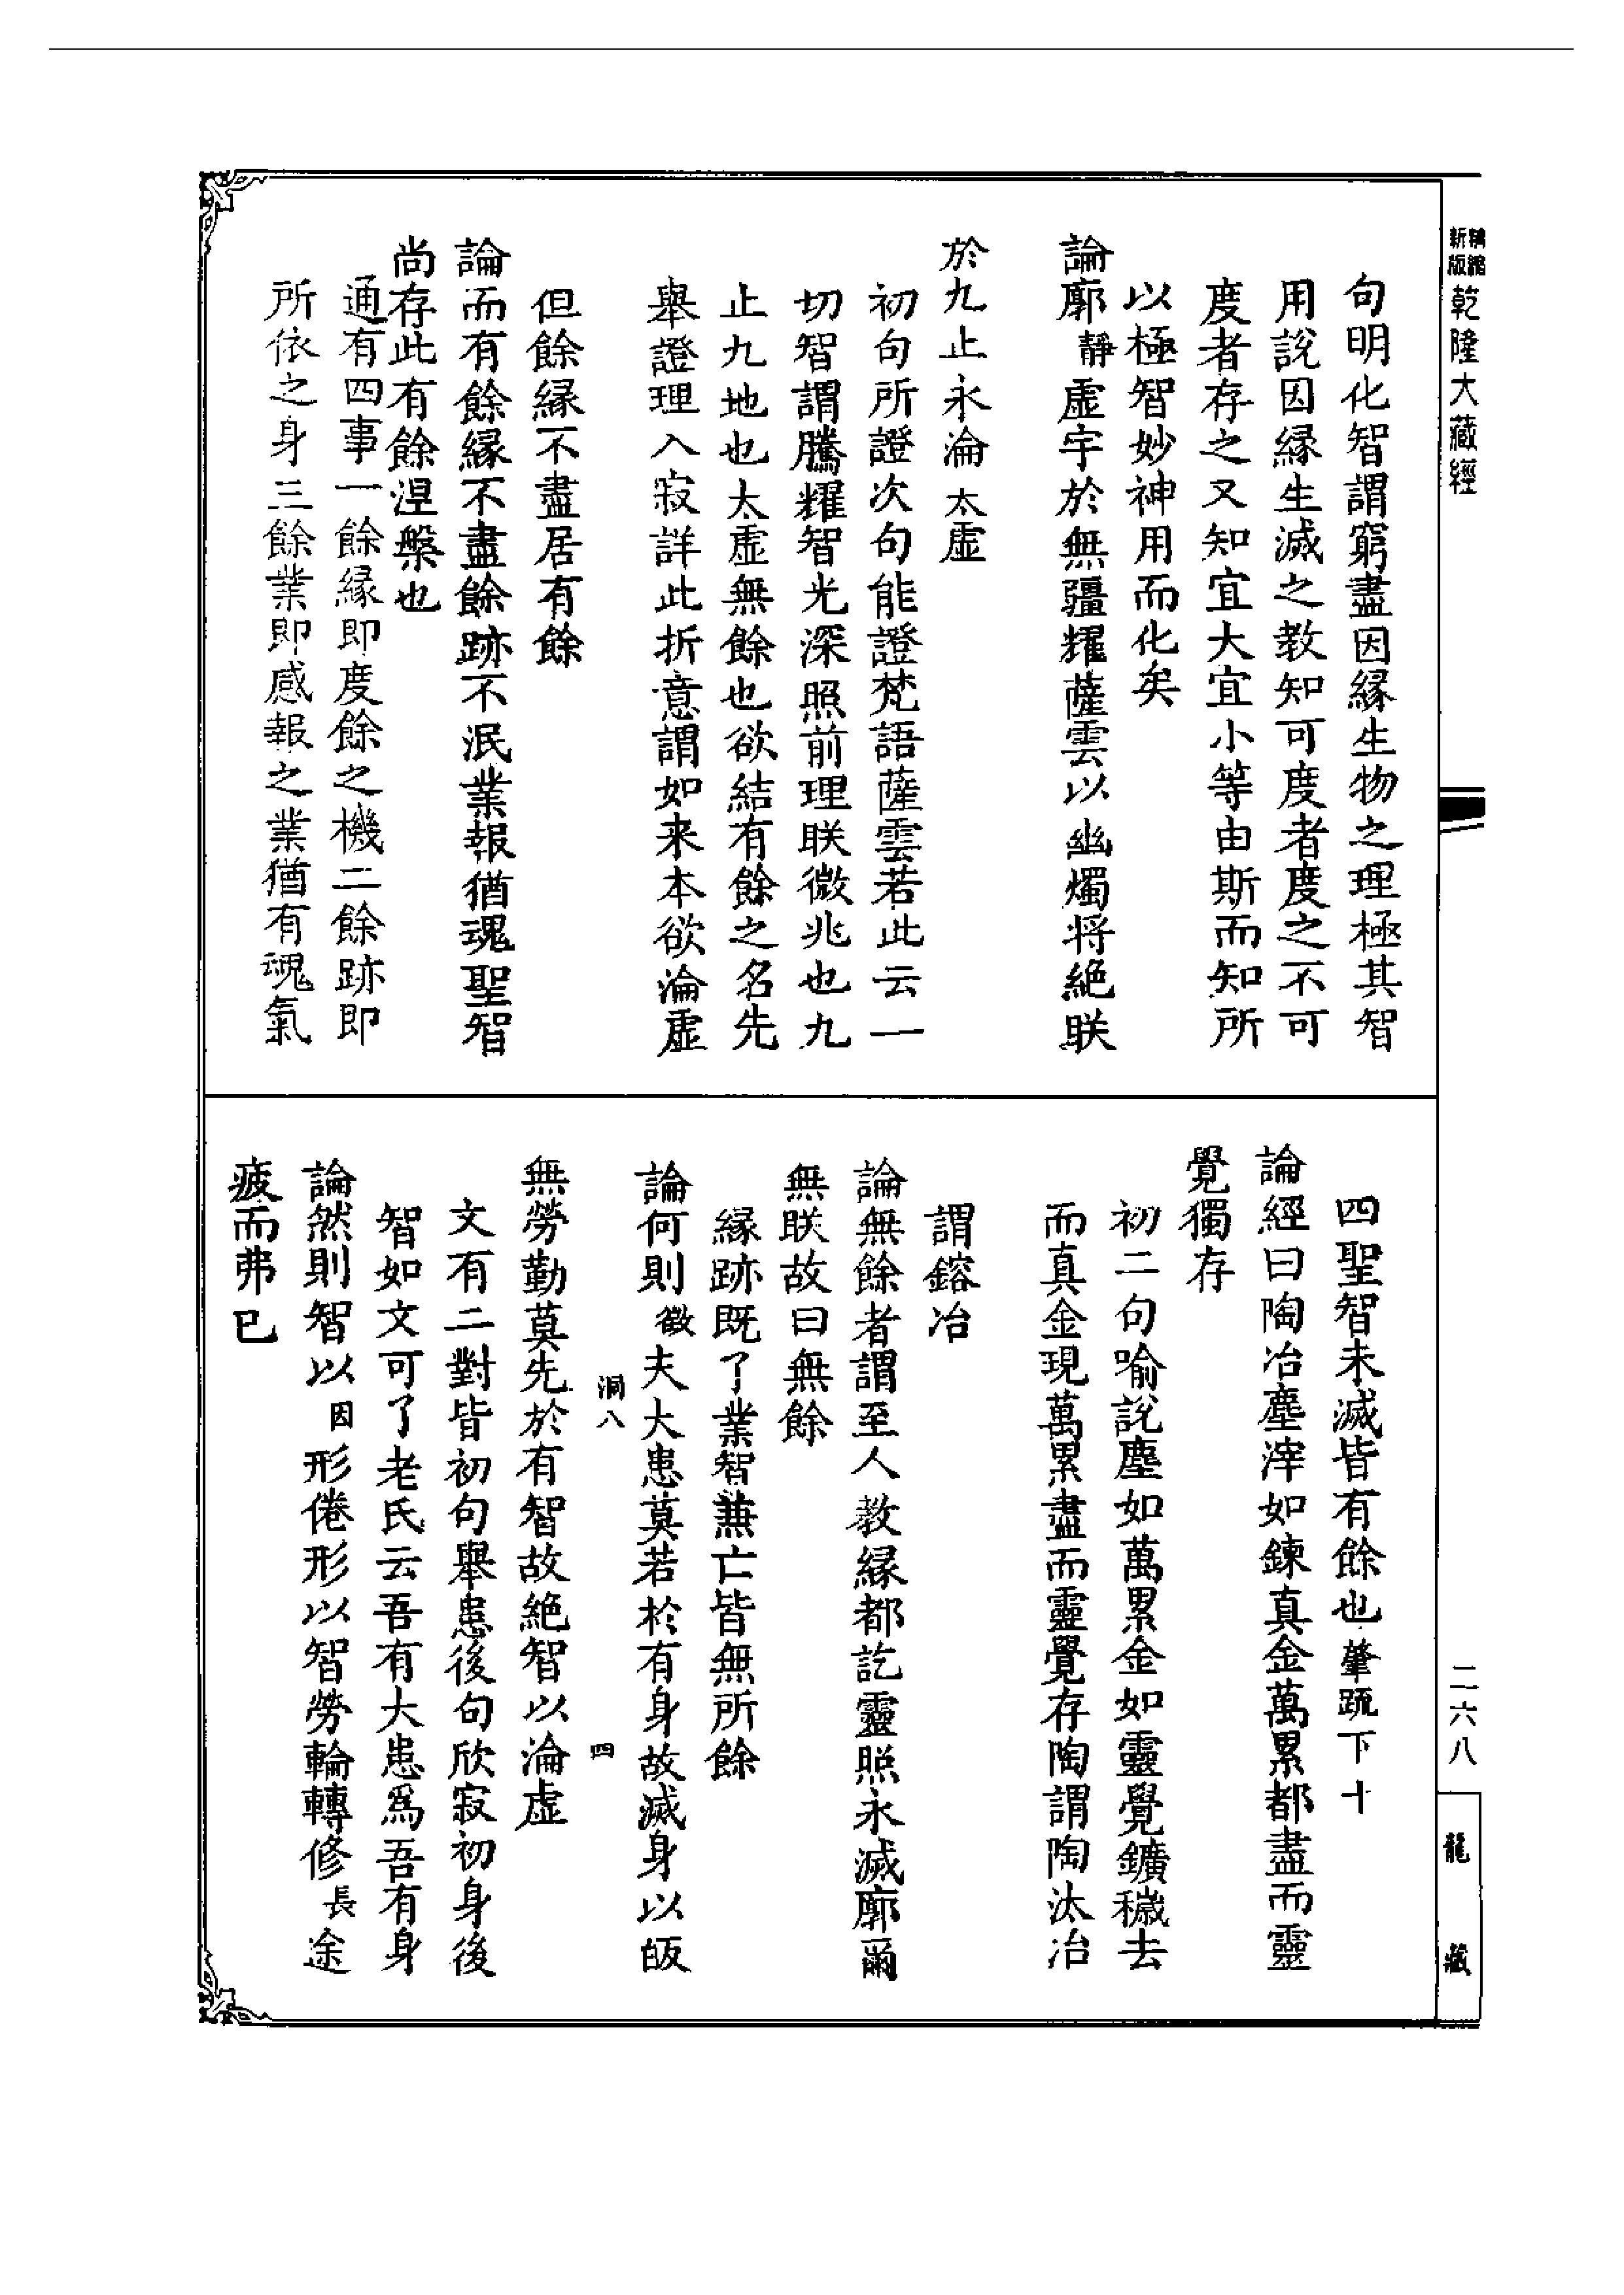 精縮新版乾隆大藏經
句明化智謂窮盡因緣生物之理極其智
用說因緣生滅之教知可度者度之不可
度者存之又知宜大宜小等由斯而知所
以極智妙神用而化矣
論廓靜虛宇於無疆耀薩雲以幽燭將絕朕
於九止永淪太虛
初句所證次句能證梵語薩雲若此云一
切智謂騰耀智光深照前理朕微兆也九
止九地也太虛無餘也欲結有餘之名先
舉證理入寂詳此折意謂如来本欲淪虛
但餘緣不盡居有餘
論而有餘緣不盡餘跡不泯業報猶魂聖智
尚存此有餘涅槃也
通有四事一餘緣即度餘之機二餘跡即
所依之身三餘業即感報之業猶有魂氣
四聖智未滅皆有餘也肇疏下十
論經曰陶冶塵滓如鍊真金萬累都盡而靈
覺獨存
初二句喻說塵如萬累金如靈覺鑛穢去
而真金現萬累盡而靈覺存陶謂陶汰冶
謂鎔冶
論無餘者謂至人教緣都訖靈照永滅廓爾
無朕故曰無餘
緣跡既了業智兼亡皆無所餘
論何則徵夫大患莫若於有身故滅身以皈
洞八 四
無勞勤莫先於有智故絕智以淪虛
文有二對皆初句舉患後句欣寂初身後
智如文可了老氏云吾有大患為吾有身
論然則智以因形倦形以智勞輪轉修長途
疲而弗已
二六八
龍藏